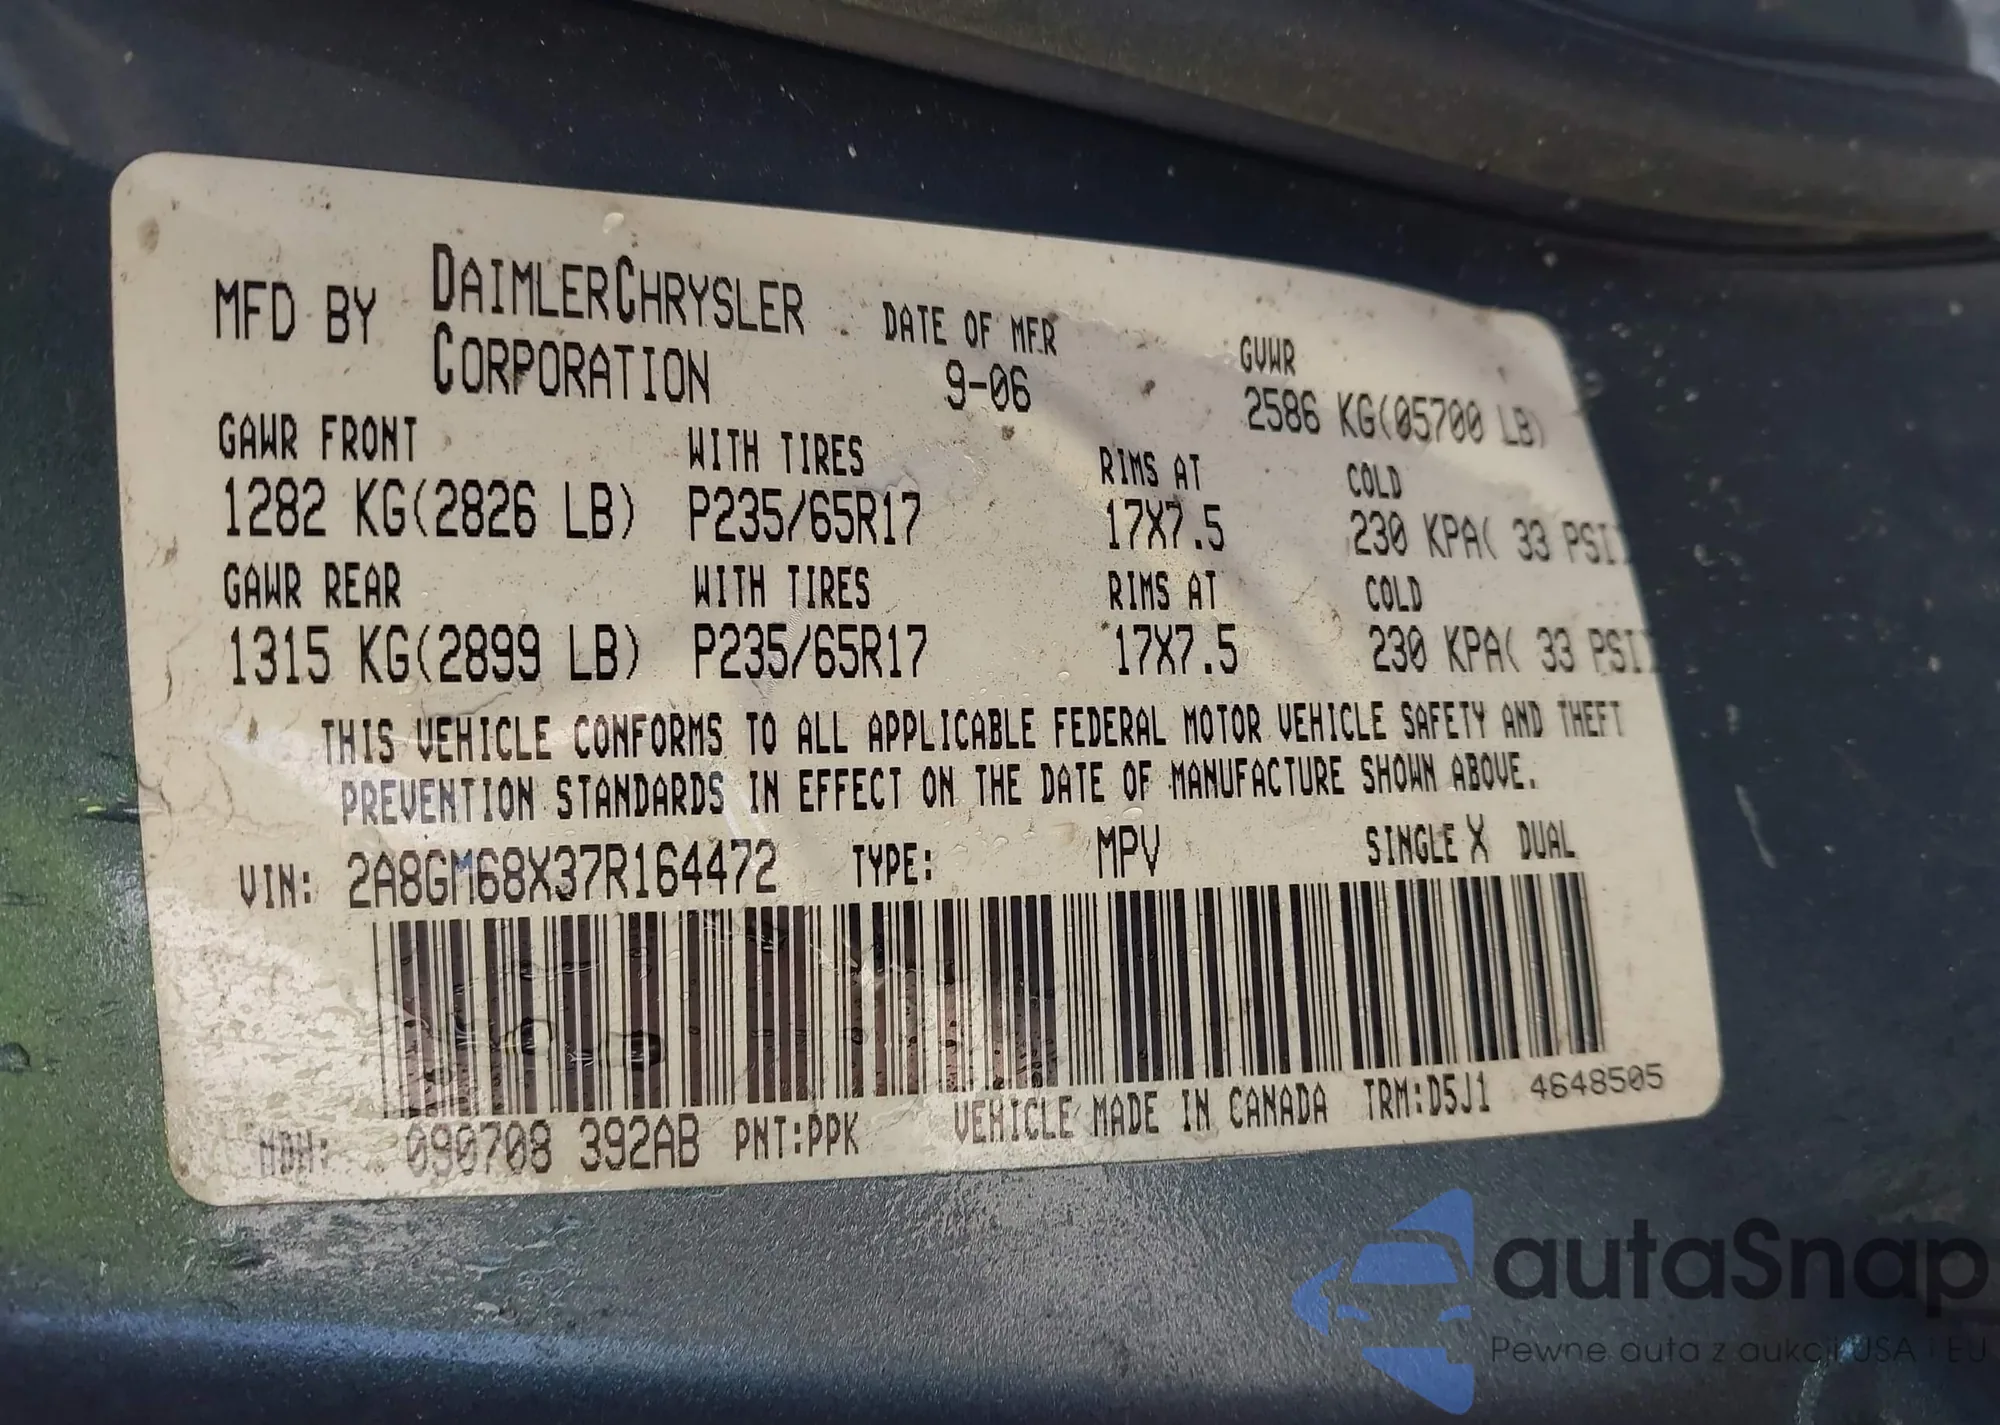 MFD BY DAIMLERCHRYSLER CORPORATION DATE OF MFR 9-06 GVWR 2586 KG(05700 LB)
GAWR FRONT WITH TIRES RIMS AT COLD
1282 KG(2826 LB) P235/65R17 17X7.5 230 KPA( 33 PSI)
GAWR REAR WITH TIRES RIMS AT COLD
1315 KG(2899 LB) P235/65R17 17X7.5 230 KPA( 33 PSI)
THIS VEHICLE CONFORMS TO ALL APPLICABLE FEDERAL MOTOR VEHICLE SAFETY AND THEFT
PREVENTION STANDARDS IN EFFECT ON THE DATE OF MANUFACTURE SHOWN ABOVE.
VIN: 2A8GM68X37R164472 TYPE: MPV SINGLE X DUAL
MDH: 090708 392AB PNT:PPK VEHICLE MADE IN CANADA TRM:D5J1 4648505
autaSnap
Pewne auta z aukcji USA i EU